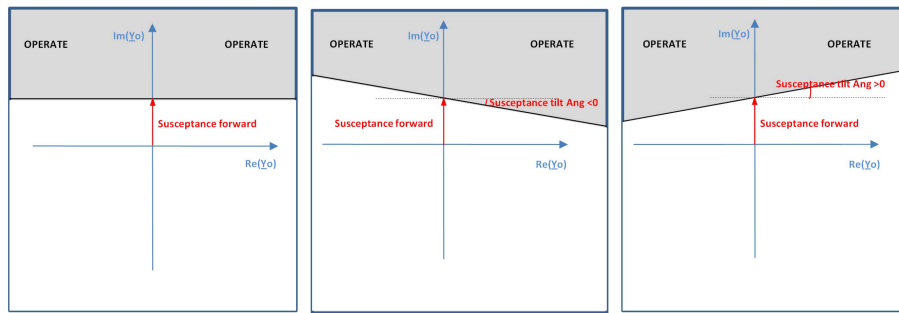 OPERATE
Im(Yo)
OPERATE
Susceptance forward
Re(Yo)
OPERATE
Im(Yo)
OPERATE
Susceptance tilt Ang <0
Susceptance forward
Re(Yo)
OPERATE
Im(Yo)
OPERATE
Susceptance tilt Ang >0
Susceptance forward
Re(Yo)